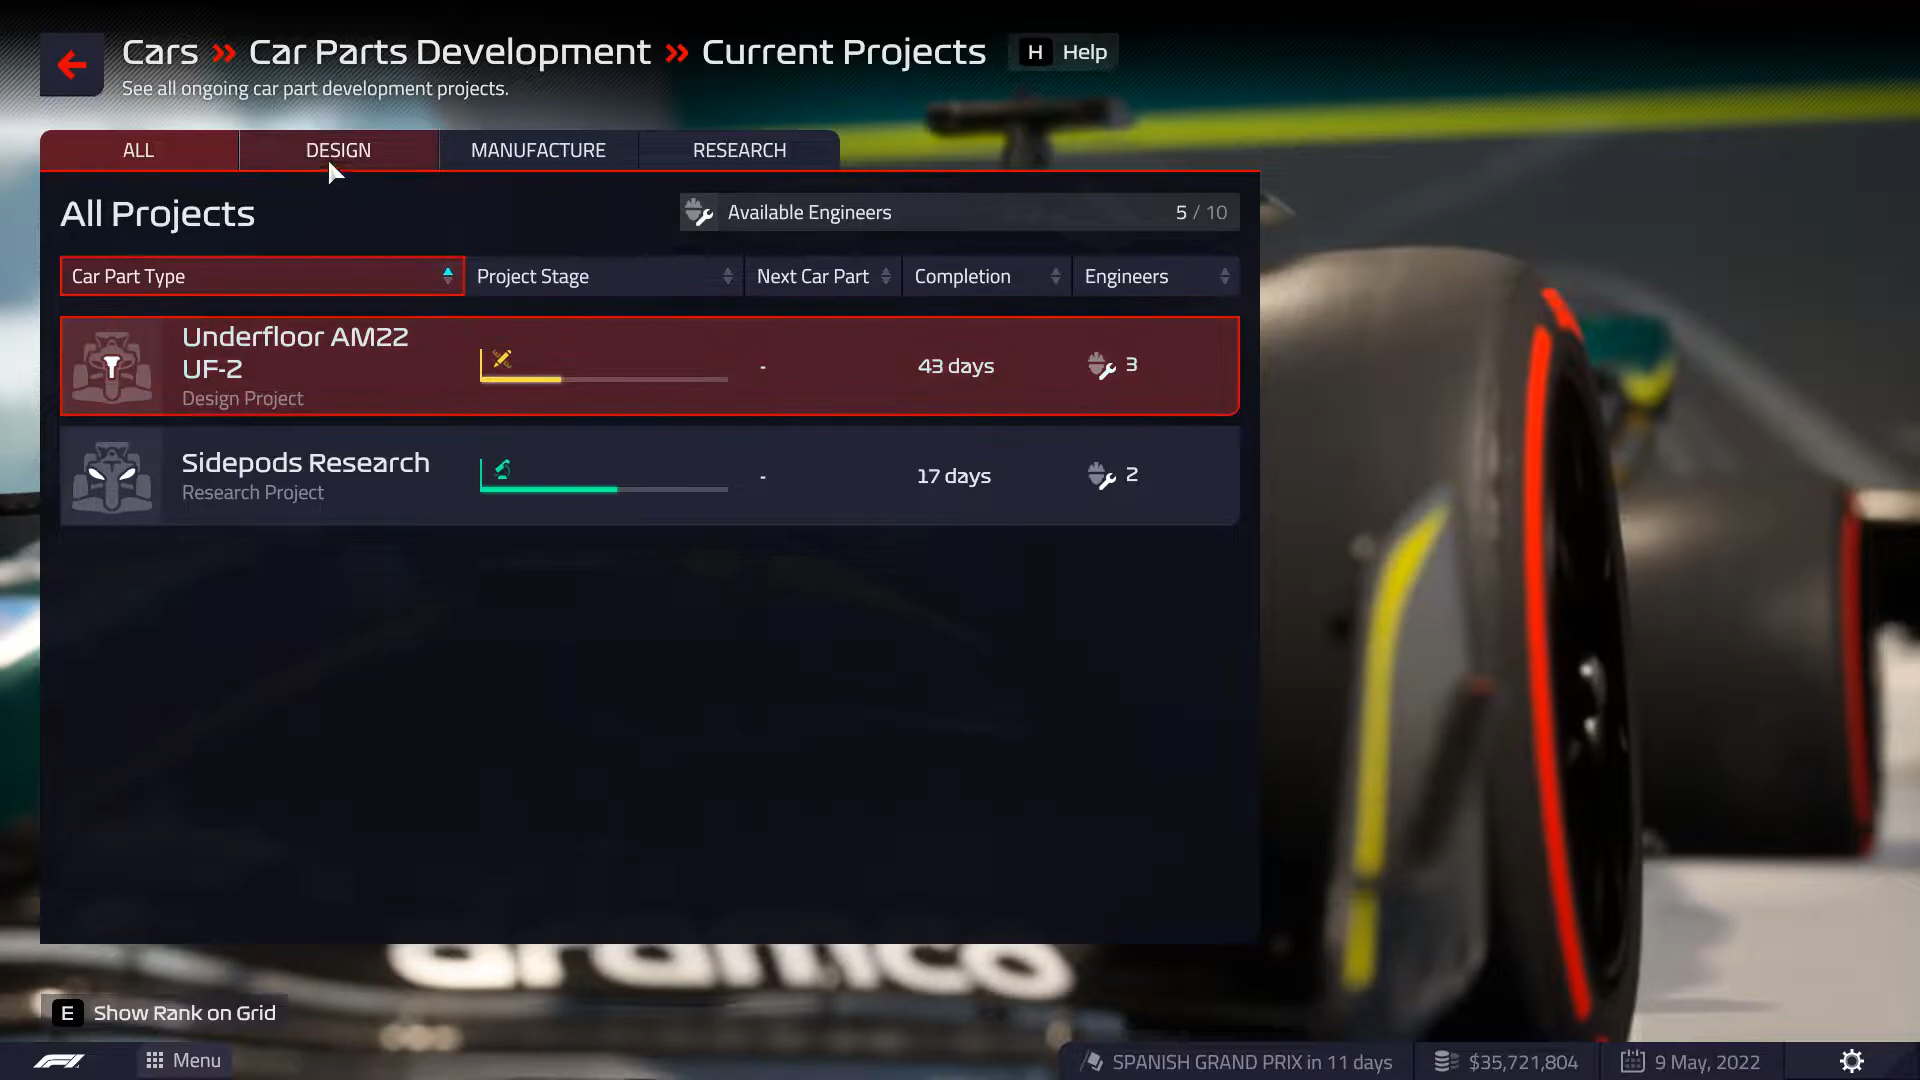 Cars » Car Parts Development » Current Projects H Help
See all ongoing car part development projects.
ALL DESIGN MANUFACTURE RESEARCH
All Projects
Available Engineers 5 / 10
Car Part Type Project Stage Next Car Part Completion Engineers
Underfloor AM22
UF-2
Design Project
- 43 days 3
Sidepods Research
Research Project
- 17 days 2
aramco
E Show Rank on Grid
F1 Menu SPANISH GRAND PRIX in 11 days $35,721,804 9 May, 2022